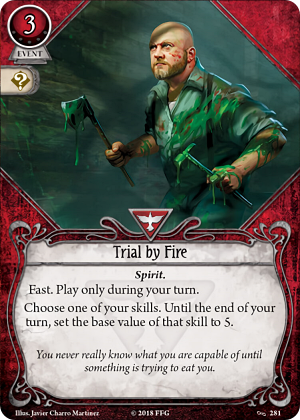 3
EVENT
Trial by Fire
Spirit.
Fast. Play only during your turn.
Choose one of your skills. Until the end of your
turn, set the base value of that skill to 5.
You never really know what you are capable of until
something is trying to eat you.
Illus. Javier Charro Martínez © 2018 FFG 281